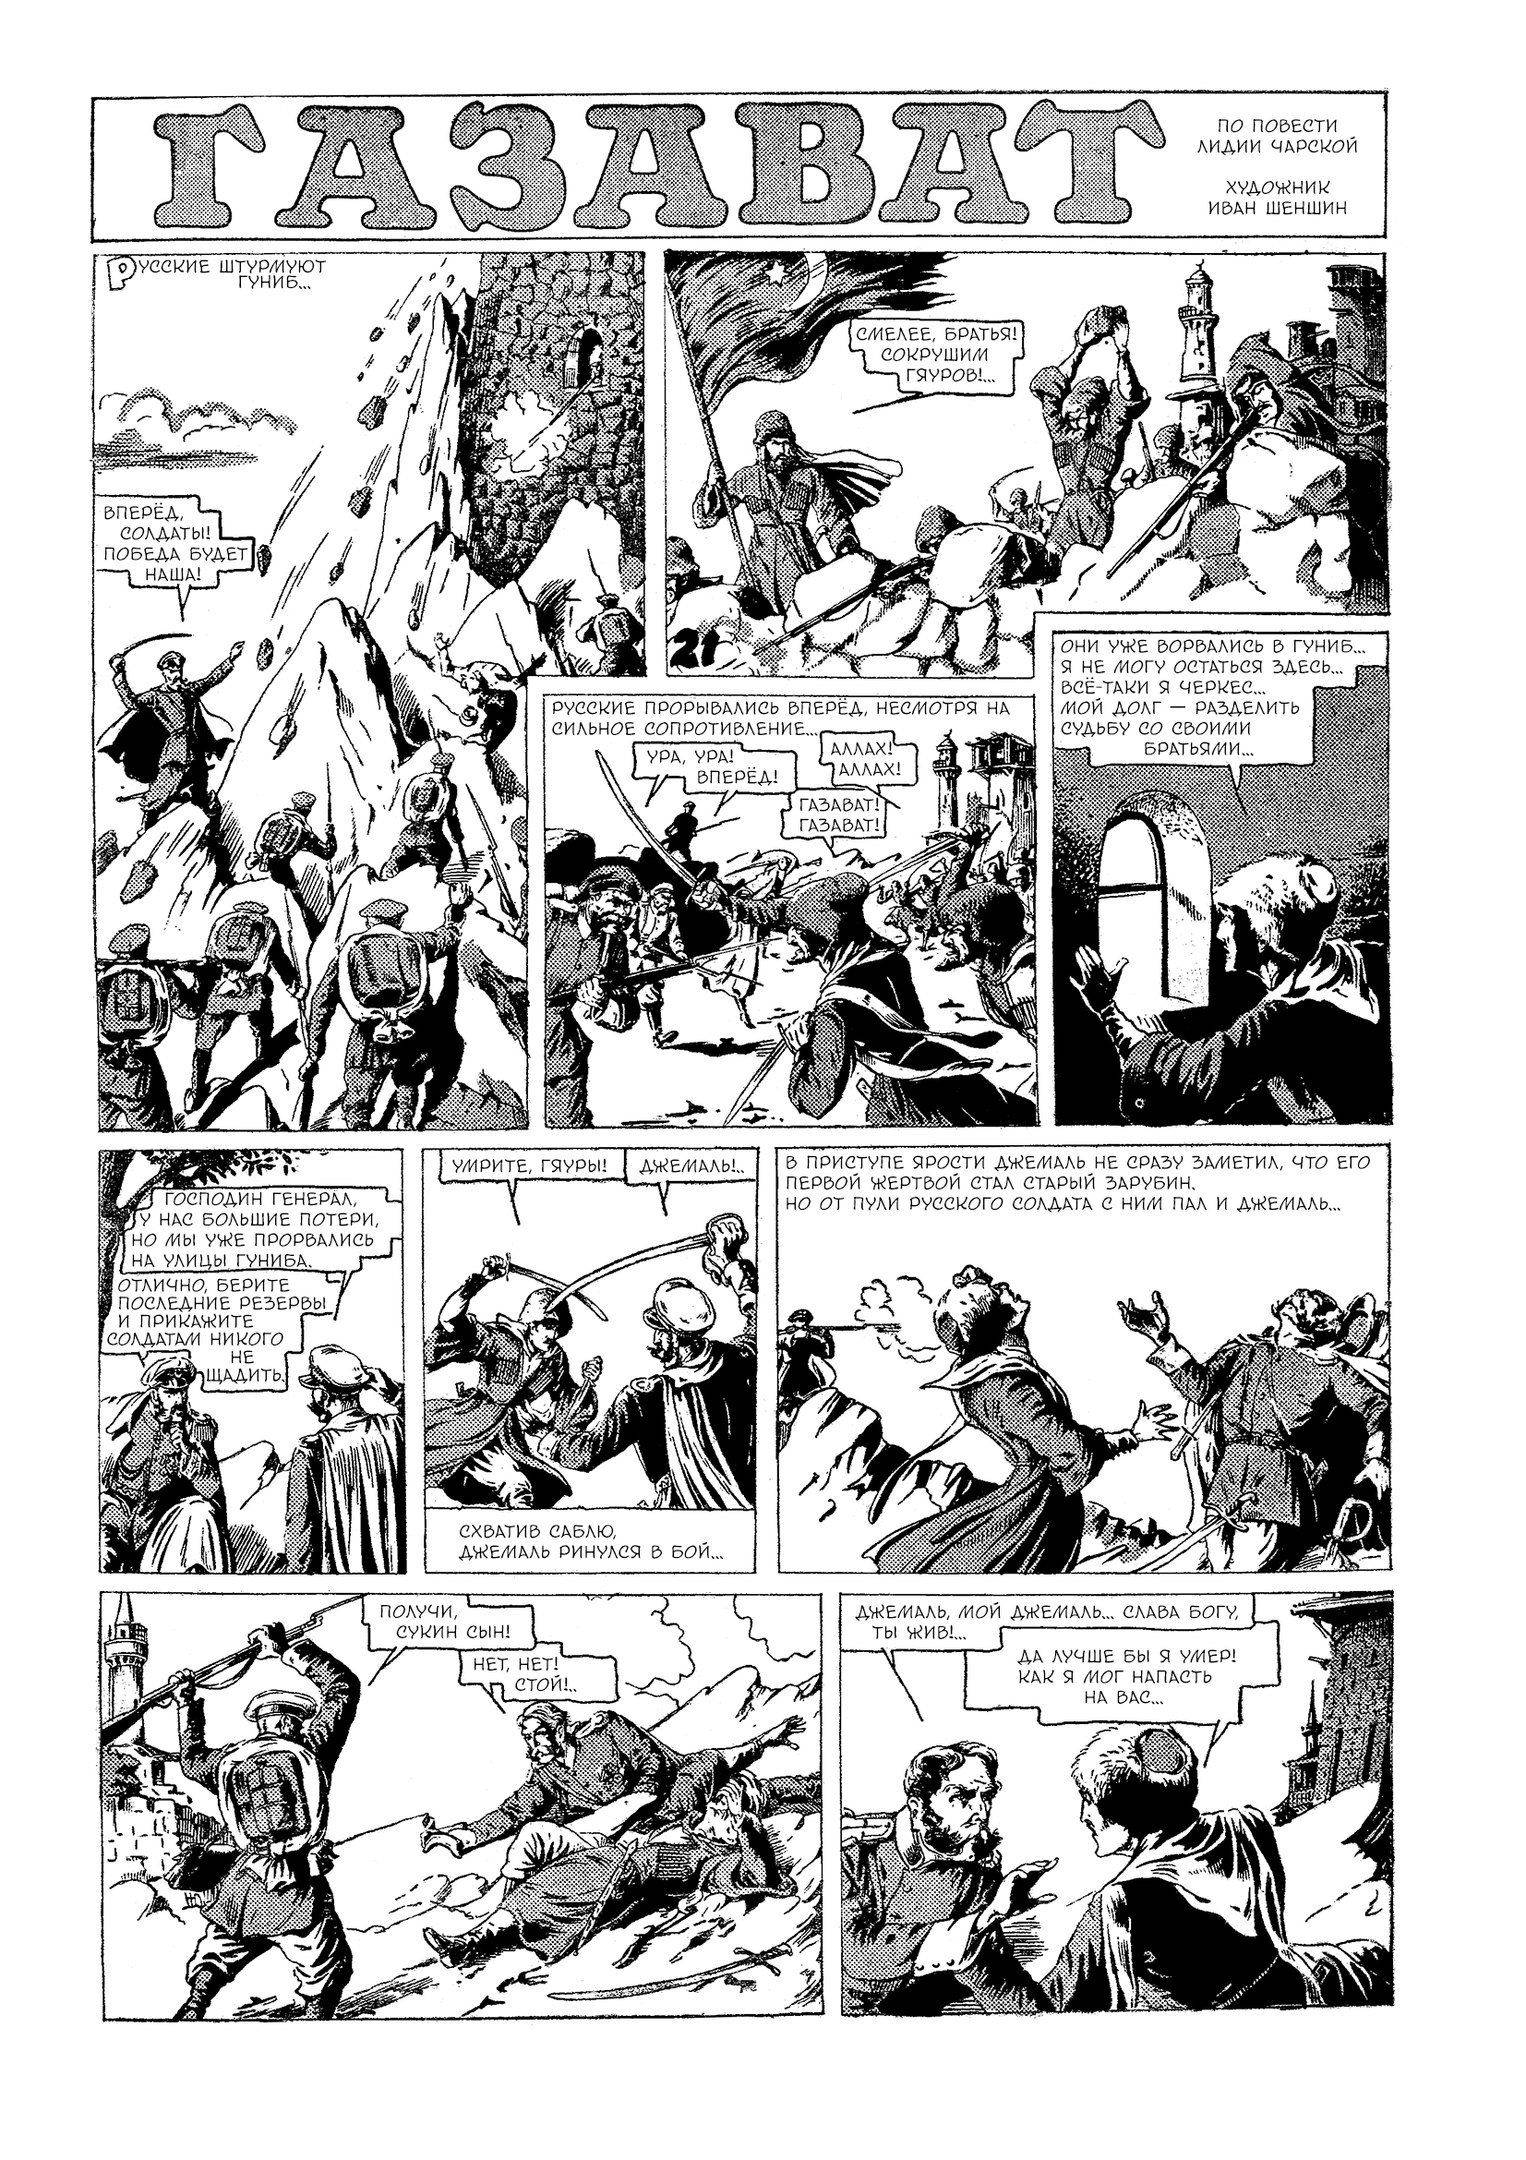 ГАЗАВАТ
ПО ПОВЕСТИ
ЛИДИИ ЧАРСКОЙ
ХУДОЖНИК
ИВАН ШЕНШИН
РУССКИЕ ШТУРМУЮТ
ГУНИБ...
ВПЕРЁД,
СОЛДАТЫ!
ПОБЕДА БУДЕТ
НАША!
СМЕЛЕЕ, БРАТЬЯ!
СОКРУШИМ
ГЯУРОВ!...
21
РУССКИЕ ПРОРЫВАЛИСЬ ВПЕРЁД, НЕСМОТРЯ НА
СИЛЬНОЕ СОПРОТИВЛЕНИЕ...
УРА, УРА!
ВПЕРЁД!
АЛЛАХ!
АЛЛАХ!
ГАЗАВАТ!
ГАЗАВАТ!
ОНИ УЖЕ ВОРВАЛИСЬ В ГУНИБ...
Я НЕ МОГУ ОСТАТЬСЯ ЗДЕСЬ...
ВСЁ-ТАКИ Я ЧЕРКЕС...
МОЙ ДОЛГ — РАЗДЕЛИТЬ
СУДЬБУ СО СВОИМИ
БРАТЬЯМИ...
ГОСПОДИН ГЕНЕРАЛ,
У НАС БОЛЬШИЕ ПОТЕРИ,
НО МЫ УЖЕ ПРОРВАЛИСЬ
НА УЛИЦЫ ГУНИБА.
ОТЛИЧНО, БЕРИТЕ
ПОСЛЕДНИЕ РЕЗЕРВЫ
И ПРИКАЖИТЕ
СОЛДАТАМ НИКОГО
НЕ
ЩАДИТЬ.
УМРИТЕ, ГЯУРЫ!
ДЖЕМАЛЬ!..
СХВАТИВ САБЛЮ,
ДЖЕМАЛЬ РИНУЛСЯ В БОЙ...
В ПРИСТУПЕ ЯРОСТИ ДЖЕМАЛЬ НЕ СРАЗУ ЗАМЕТИЛ, ЧТО ЕГО
ПЕРВОЙ ЖЕРТВОЙ СТАЛ СТАРЫЙ ЗАРУБИН.
НО ОТ ПУЛИ РУССКОГО СОЛДАТА С НИМ ПАЛ И ДЖЕМАЛЬ...
ПОЛУЧИ,
СУКИН СЫН!
НЕТ, НЕТ!
СТОЙ!..
ДЖЕМАЛЬ, МОЙ ДЖЕМАЛЬ... СЛАВА БОГУ,
ТЫ ЖИВ!...
ДА ЛУЧШЕ БЫ Я УМЕР!
КАК Я МОГ НАПАСТЬ
НА ВАС...